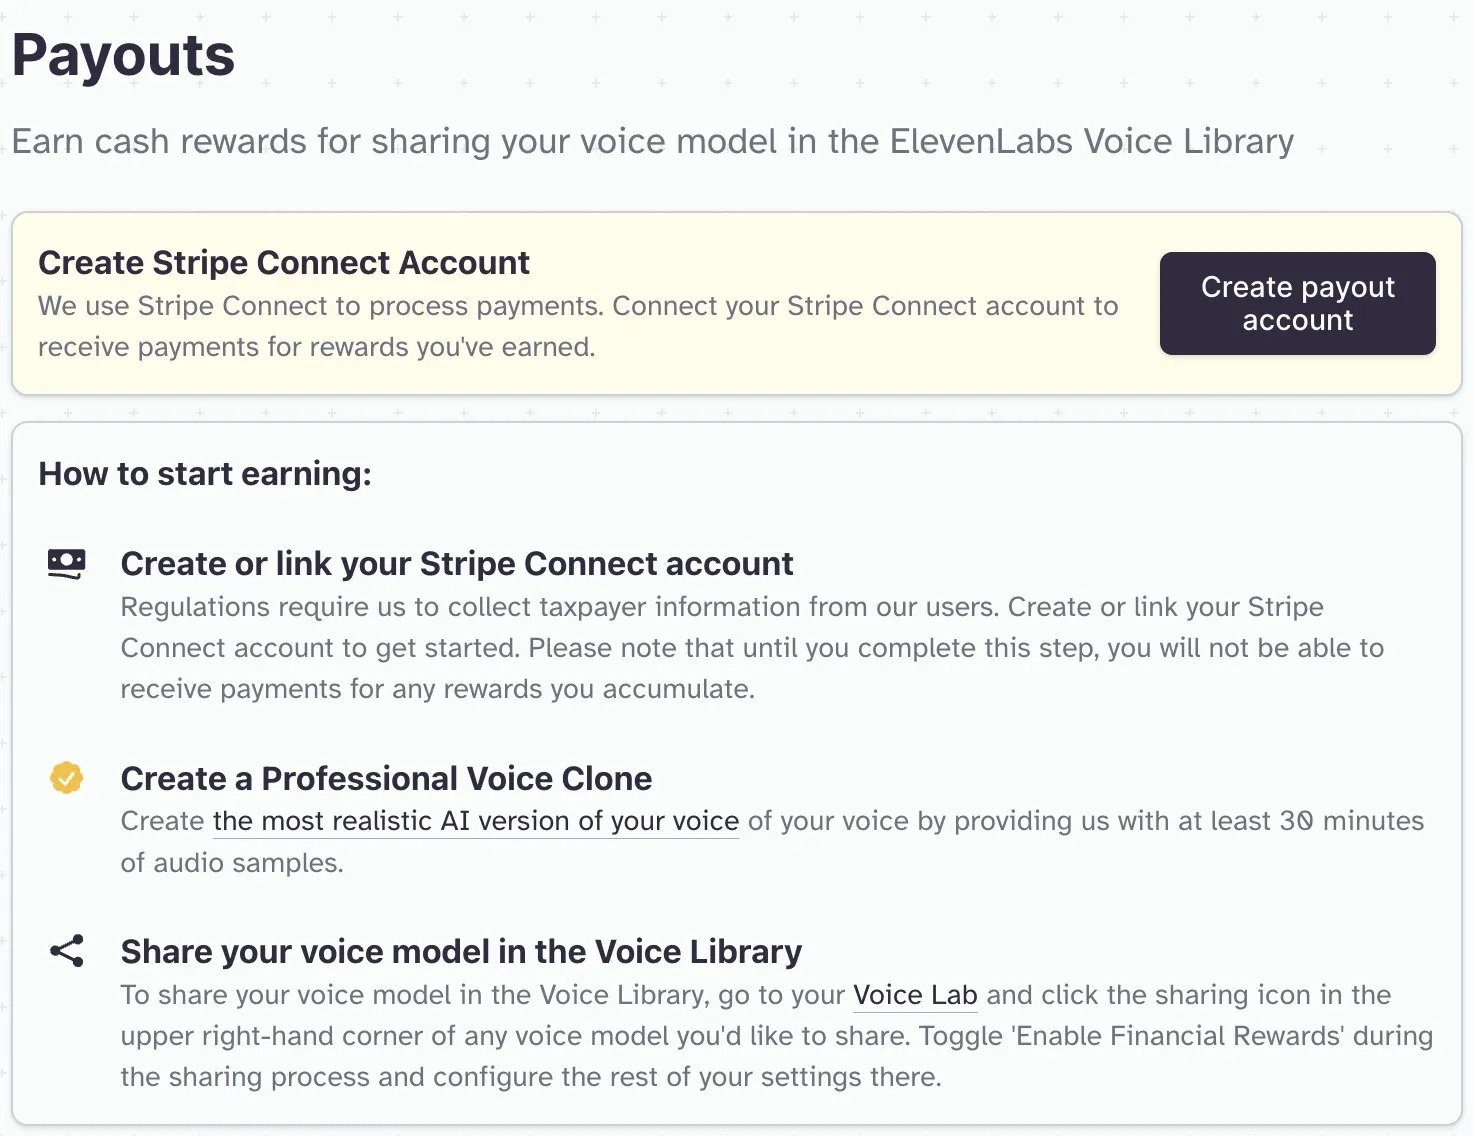 Payouts
Earn cash rewards for sharing your voice model in the ElevenLabs Voice Library
Create Stripe Connect Account
We use Stripe Connect to process payments. Connect your Stripe Connect account to
receive payments for rewards you've earned.
Create payout
account
How to start earning:
Create or link your Stripe Connect account
Regulations require us to collect taxpayer information from our users. Create or link your Stripe
Connect account to get started. Please note that until you complete this step, you will not be able to
receive payments for any rewards you accumulate.
Create a Professional Voice Clone
Create the most realistic AI version of your voice of your voice by providing us with at least 30 minutes
of audio samples.
Share your voice model in the Voice Library
To share your voice model in the Voice Library, go to your Voice Lab and click the sharing icon in the
upper right-hand corner of any voice model you'd like to share. Toggle 'Enable Financial Rewards' during
the sharing process and configure the rest of your settings there.